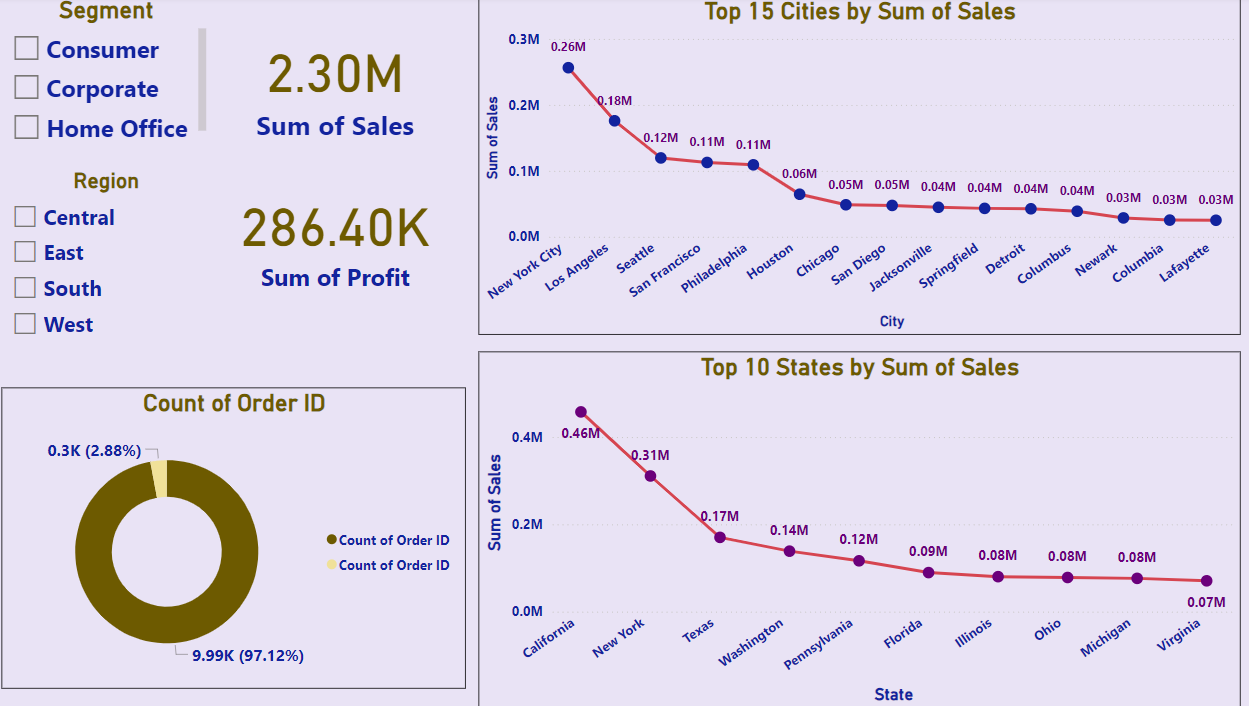 Segment
Consumer
Corporate
Home Office
2.30M
Sum of Sales
Region
Central
East
South
West
286.40K
Sum of Profit
Count of Order ID
0.3K (2.88%)
9.99K (97.12%)
Count of Order ID
Count of Order ID
Top 15 Cities by Sum of Sales
Sum of Sales
0.3M
0.2M
0.1M
0.0M
0.26M
0.18M
0.12M
0.11M
0.11M
0.06M
0.05M
0.05M
0.04M
0.04M
0.04M
0.04M
0.03M
0.03M
0.03M
New York City
Los Angeles
Seattle
San Francisco
Philadelphia
Houston
Chicago
San Diego
Jacksonville
Springfield
Detroit
Columbus
Newark
Columbia
Lafayette
City
Top 10 States by Sum of Sales
Sum of Sales
0.4M
0.2M
0.0M
0.46M
0.31M
0.17M
0.14M
0.12M
0.09M
0.08M
0.08M
0.08M
0.07M
California
New York
Texas
Washington
Pennsylvania
Florida
Illinois
Ohio
Michigan
Virginia
State